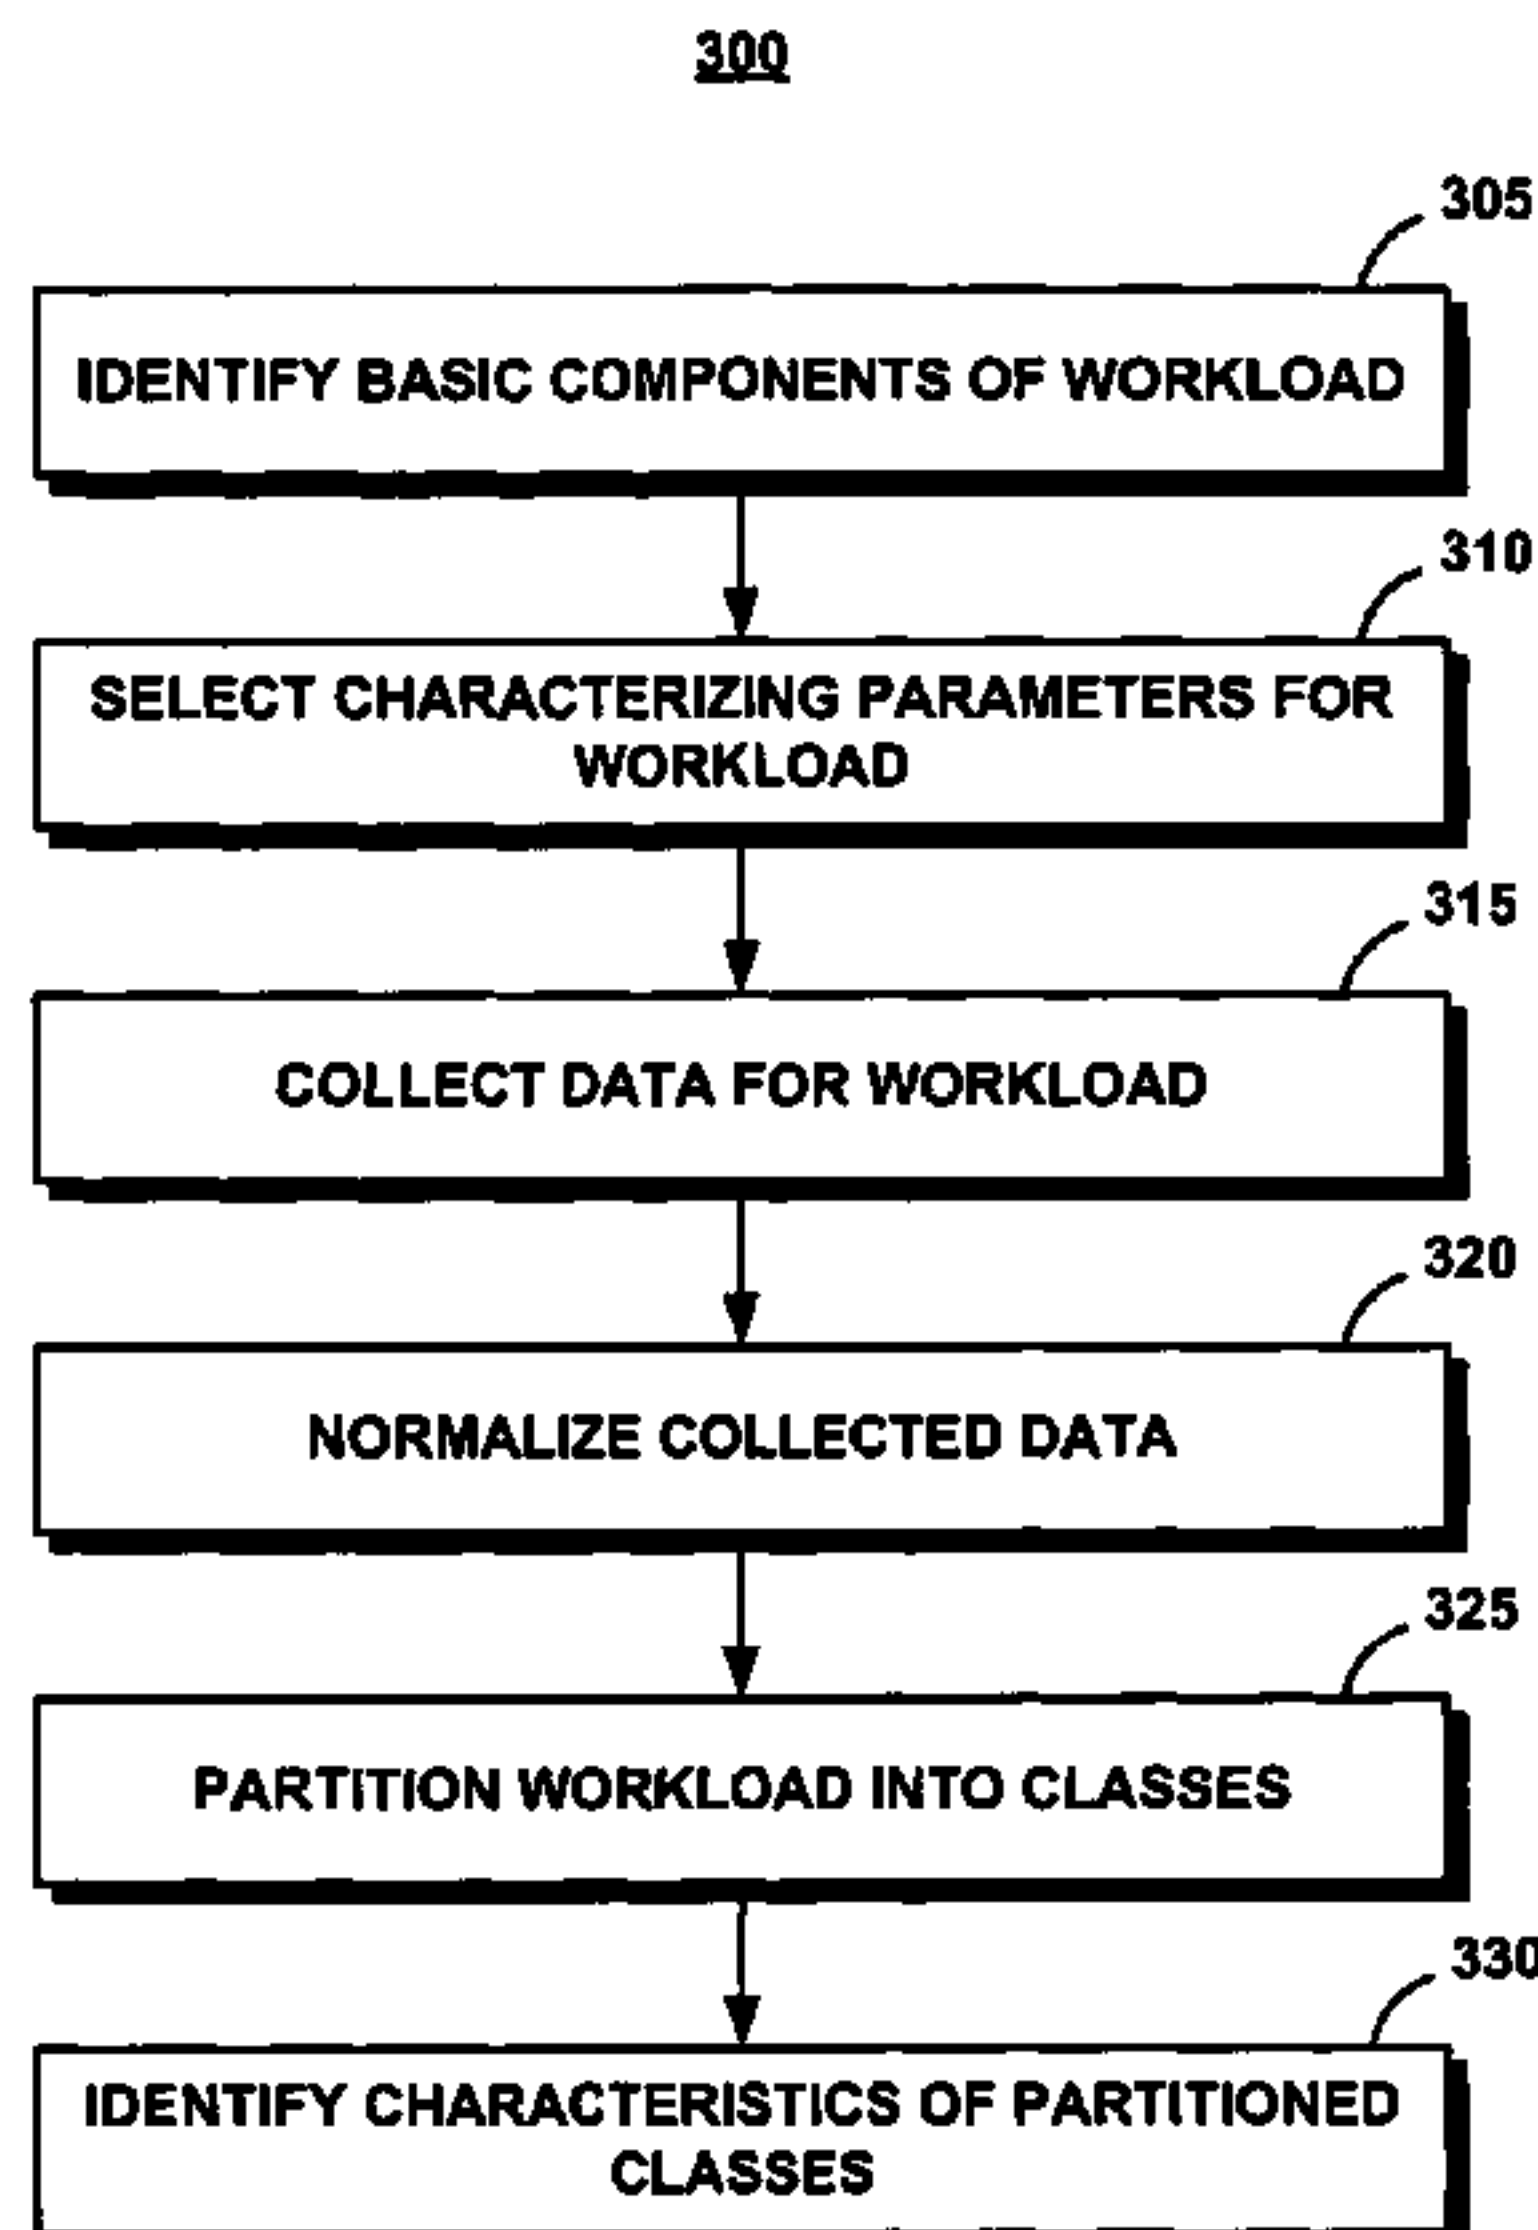 300
305
IDENTIFY BASIC COMPONENTS OF WORKLOAD
310
SELECT CHARACTERIZING PARAMETERS FOR
WORKLOAD
315
COLLECT DATA FOR WORKLOAD
320
NORMALIZE COLLECTED DATA
325
PARTITION WORKLOAD INTO CLASSES
330
IDENTIFY CHARACTERISTICS OF PARTITIONED
CLASSES